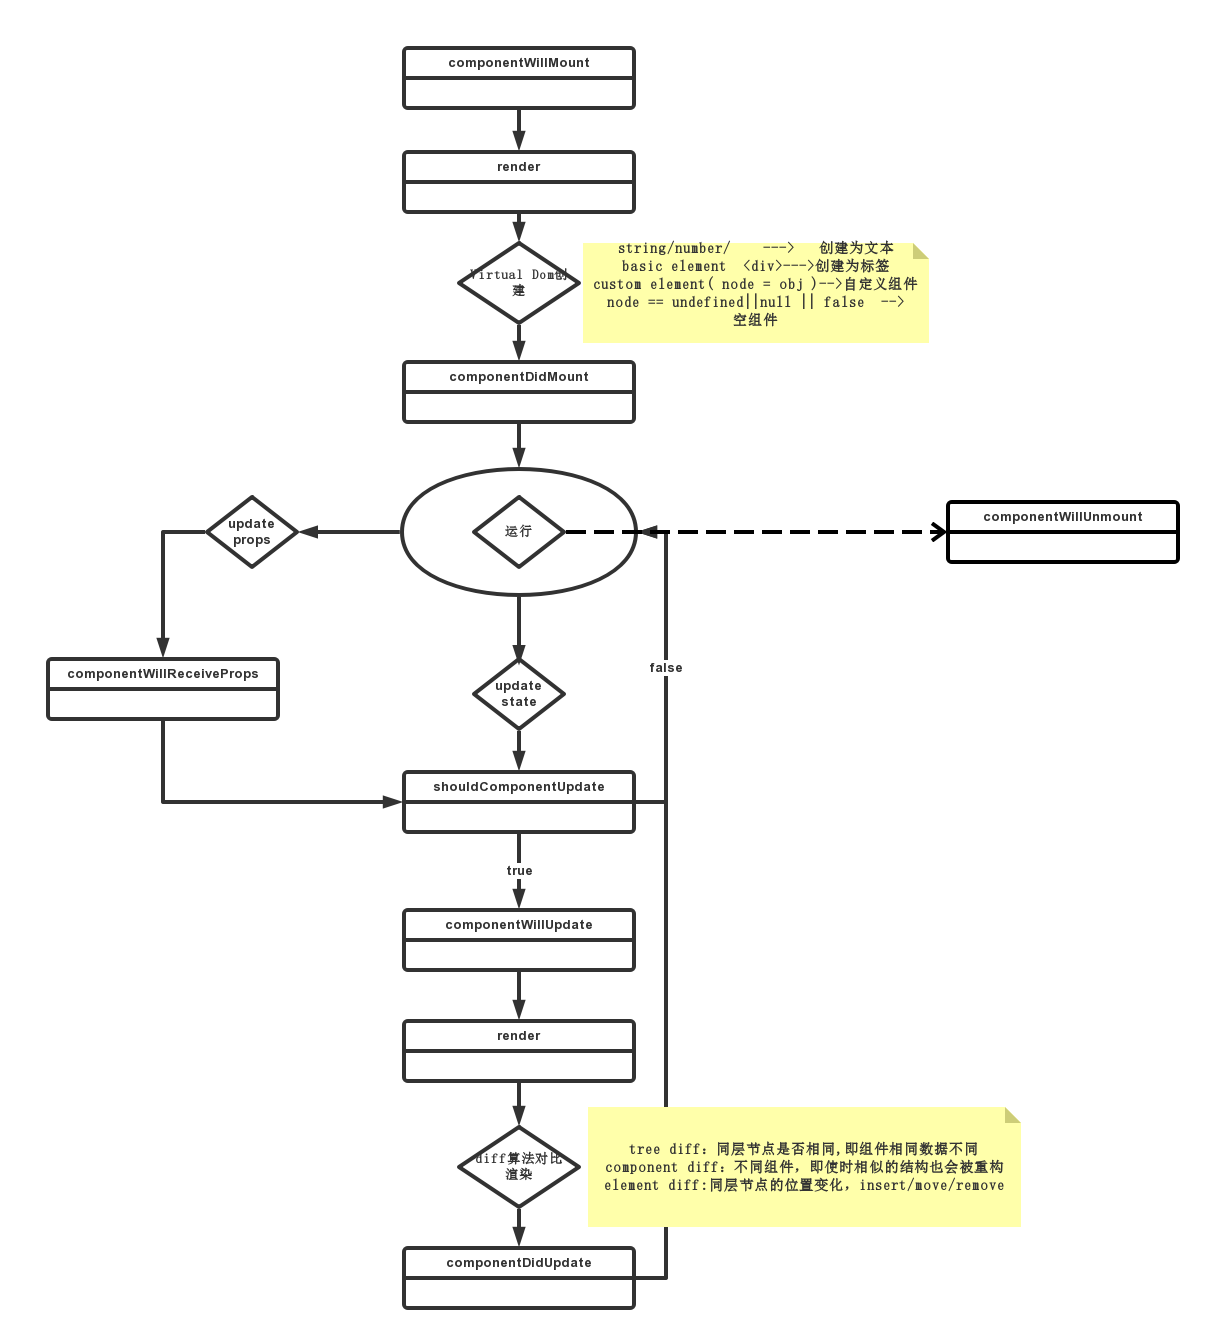 componentWillMount
render
Virtual Dom创
建
string/number/    --->   创建为文本
basic element  <div>--->创建为标签
custom element( node = obj )-->自定义组件
node == undefined||null || false  -->
空组件
componentDidMount
update
props
运行
componentWillUnmount
componentWillReceiveProps
update
state
false
shouldComponentUpdate
true
componentWillUpdate
render
diff算法对比
渲染
tree diff：同层节点是否相同,即组件相同数据不同
component diff：不同组件，即使时相似的结构也会被重构
element diff:同层节点的位置变化，insert/move/remove
componentDidUpdate